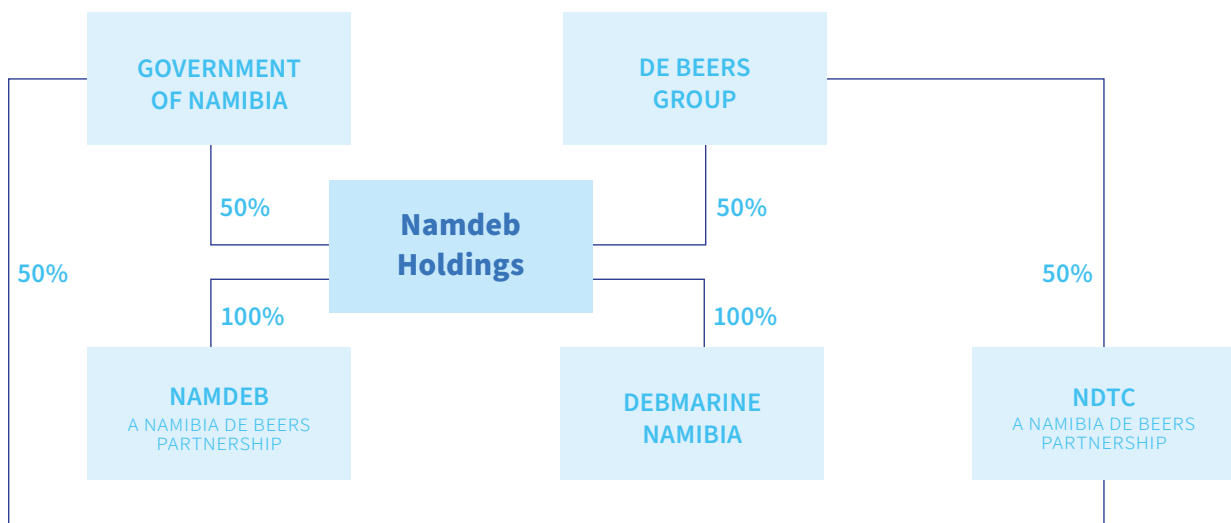 GOVERNMENT
OF NAMIBIA
DE BEERS
GROUP
50%
Namdeb
Holdings
50%
50%
50%
100%
100%
NAMDEB
A NAMIBIA DE BEERS
PARTNERSHIP
DEBMARINE
NAMIBIA
NDTC
A NAMIBIA DE BEERS
PARTNERSHIP